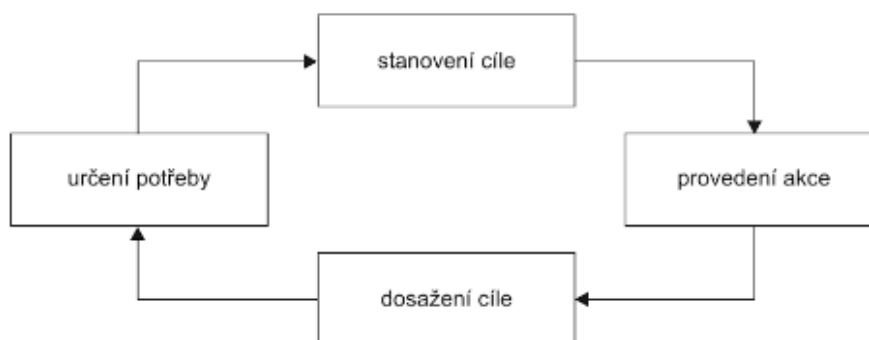 stanovení cíle
určení potřeby
provedení akce
dosažení cíle